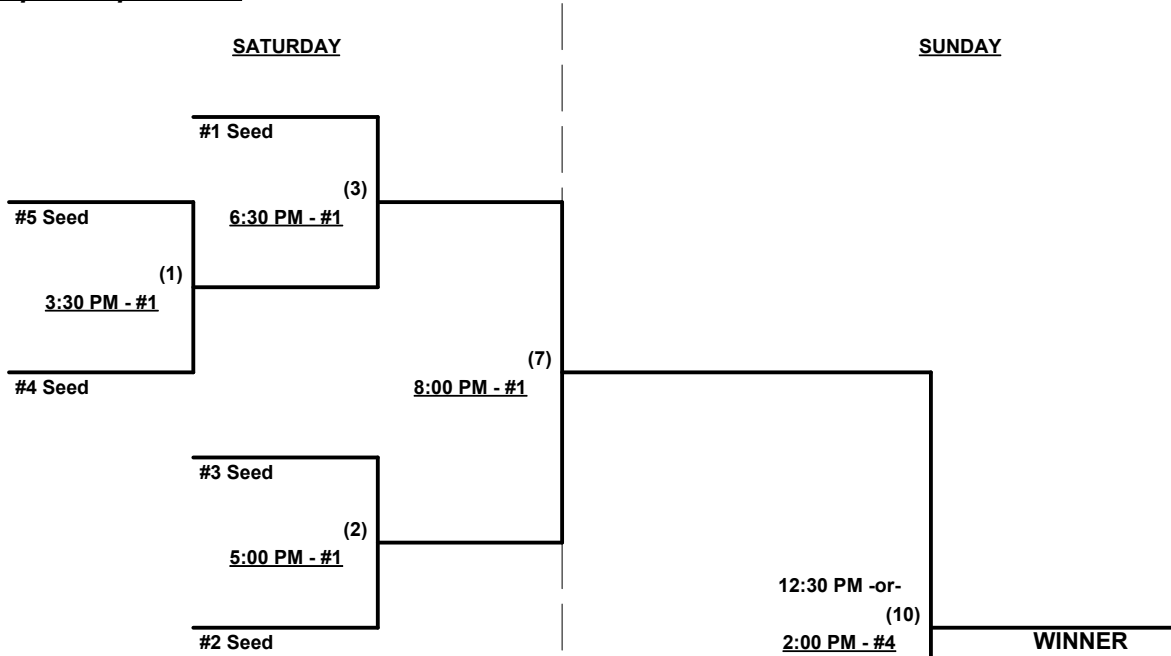 SATURDAY
SUNDAY
#1 Seed
(3)
6:30 PM - #1
#5 Seed
(1)
3:30 PM - #1
#4 Seed
(7)
8:00 PM - #1
#3 Seed
(2)
5:00 PM - #1
#2 Seed
12:30 PM -or-
(10)
2:00 PM - #4
WINNER